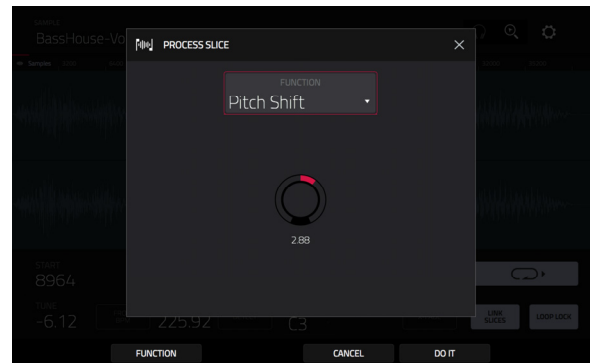 SAMPLE
BassHouse-Vo
PROCESS SLICE
Samples
FUNCTION
Pitch Shift
2.88
START
8964
TUNE
-6.12
225.92
C3
LINK
SLICES
LOOP LOCK
FUNCTION
CANCEL
DO IT